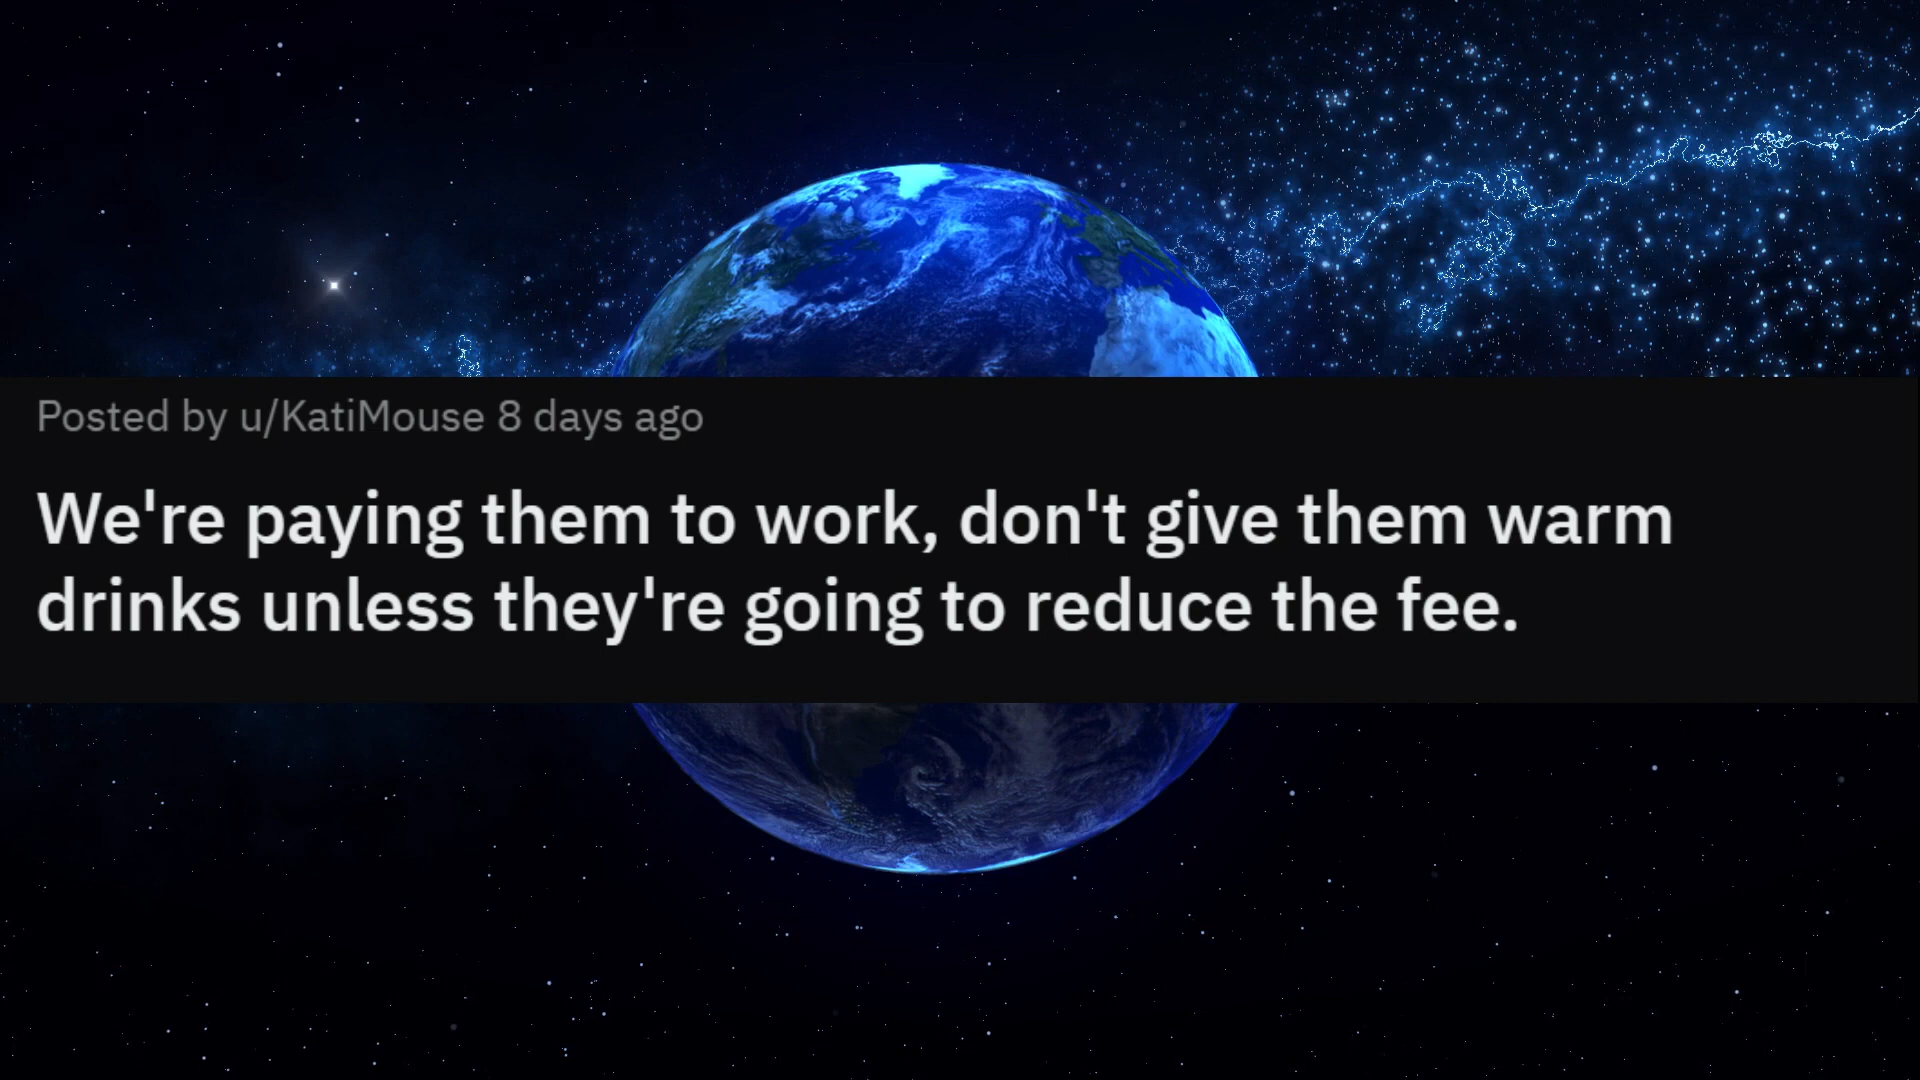 Posted by u/KatiMouse 8 days ago
We're paying them to work, don't give them warm
drinks unless they're going to reduce the fee.